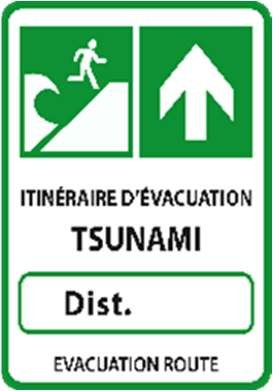 ITINÉRAIRE D'ÉVACUATION
TSUNAMI
Dist.
EVACUATION ROUTE